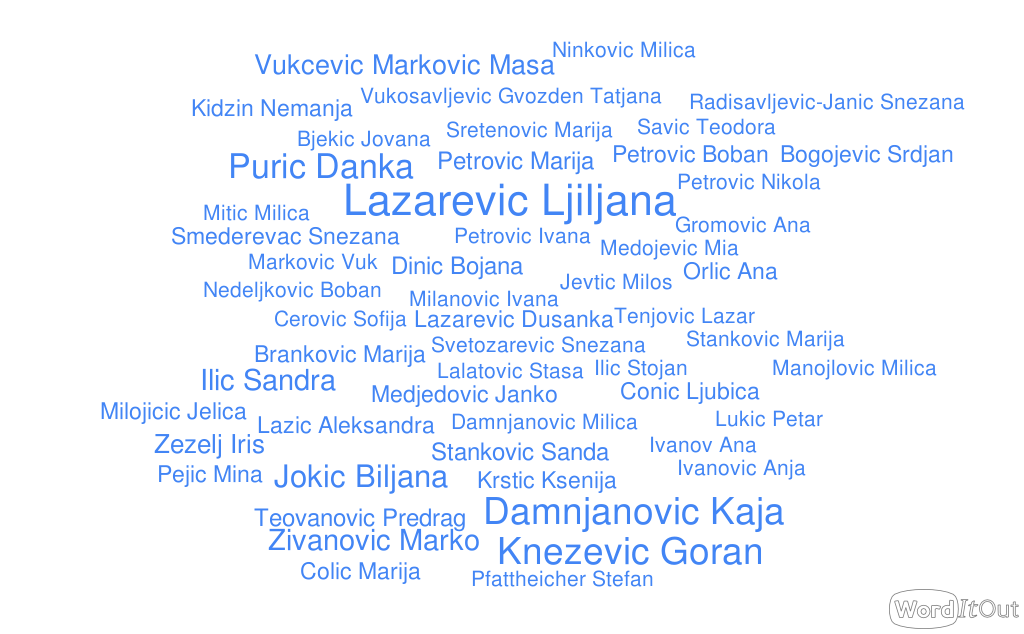 Ninkovic Milica
Vukcevic Markovic Masa
Vukosavljevic Gvozden Tatjana
Radisavljevic-Janic Snezana
Kidzin Nemanja
Sretenovic Marija
Savic Teodora
Bjekic Jovana
Petrovic Boban
Bogojevic Srdjan
Puric Danka
Petrovic Marija
Petrovic Nikola
Lazarevic Ljiljana
Mitic Milica
Gromovic Ana
Smederevac Snezana
Petrovic Ivana
Medojevic Mia
Markovic Vuk
Dinic Bojana
Orlic Ana
Jevtic Milos
Nedeljkovic Boban
Milanovic Ivana
Cerovic Sofija
Lazarevic Dusanka
Tenjovic Lazar
Stankovic Marija
Svetozarevic Snezana
Brankovic Marija
Lalatovic Stasa
Ilic Stojan
Manojlovic Milica
Ilic Sandra
Medjedovic Janko
Conic Ljubica
Milojicic Jelica
Lazic Aleksandra
Damnjanovic Milica
Lukic Petar
Zezelj Iris
Stankovic Sanda
Ivanov Ana
Ivanovic Anja
Pejic Mina
Jokic Biljana
Krstic Ksenija
Damnjanovic Kaja
Teovanovic Predrag
Zivanovic Marko
Knezevic Goran
Colic Marija
Pfattheicher Stefan
WordItOut